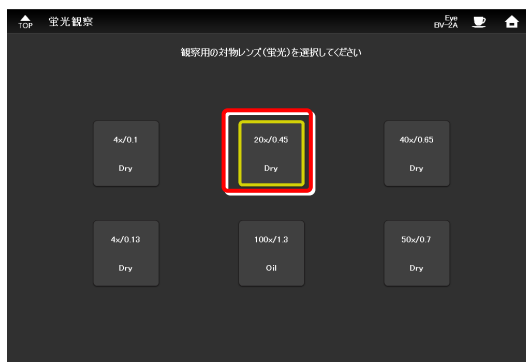 TOP 蛍光観察 Eye BV-2A
観察用の対物レンズ(蛍光)を選択してください
4x/0.1
Dry
20x/0.45
Dry
40x/0.65
Dry
4x/0.13
Dry
100x/1.3
Oil
50x/0.7
Dry